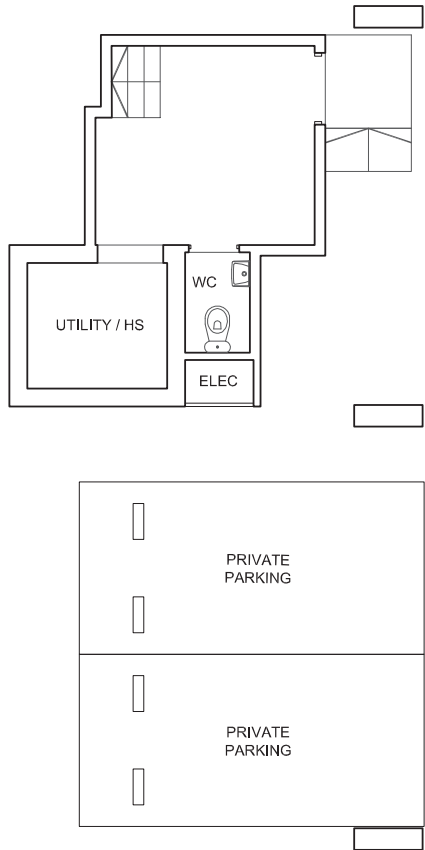 WC
UTILITY / HS
ELEC
PRIVATE
PARKING
PRIVATE
PARKING